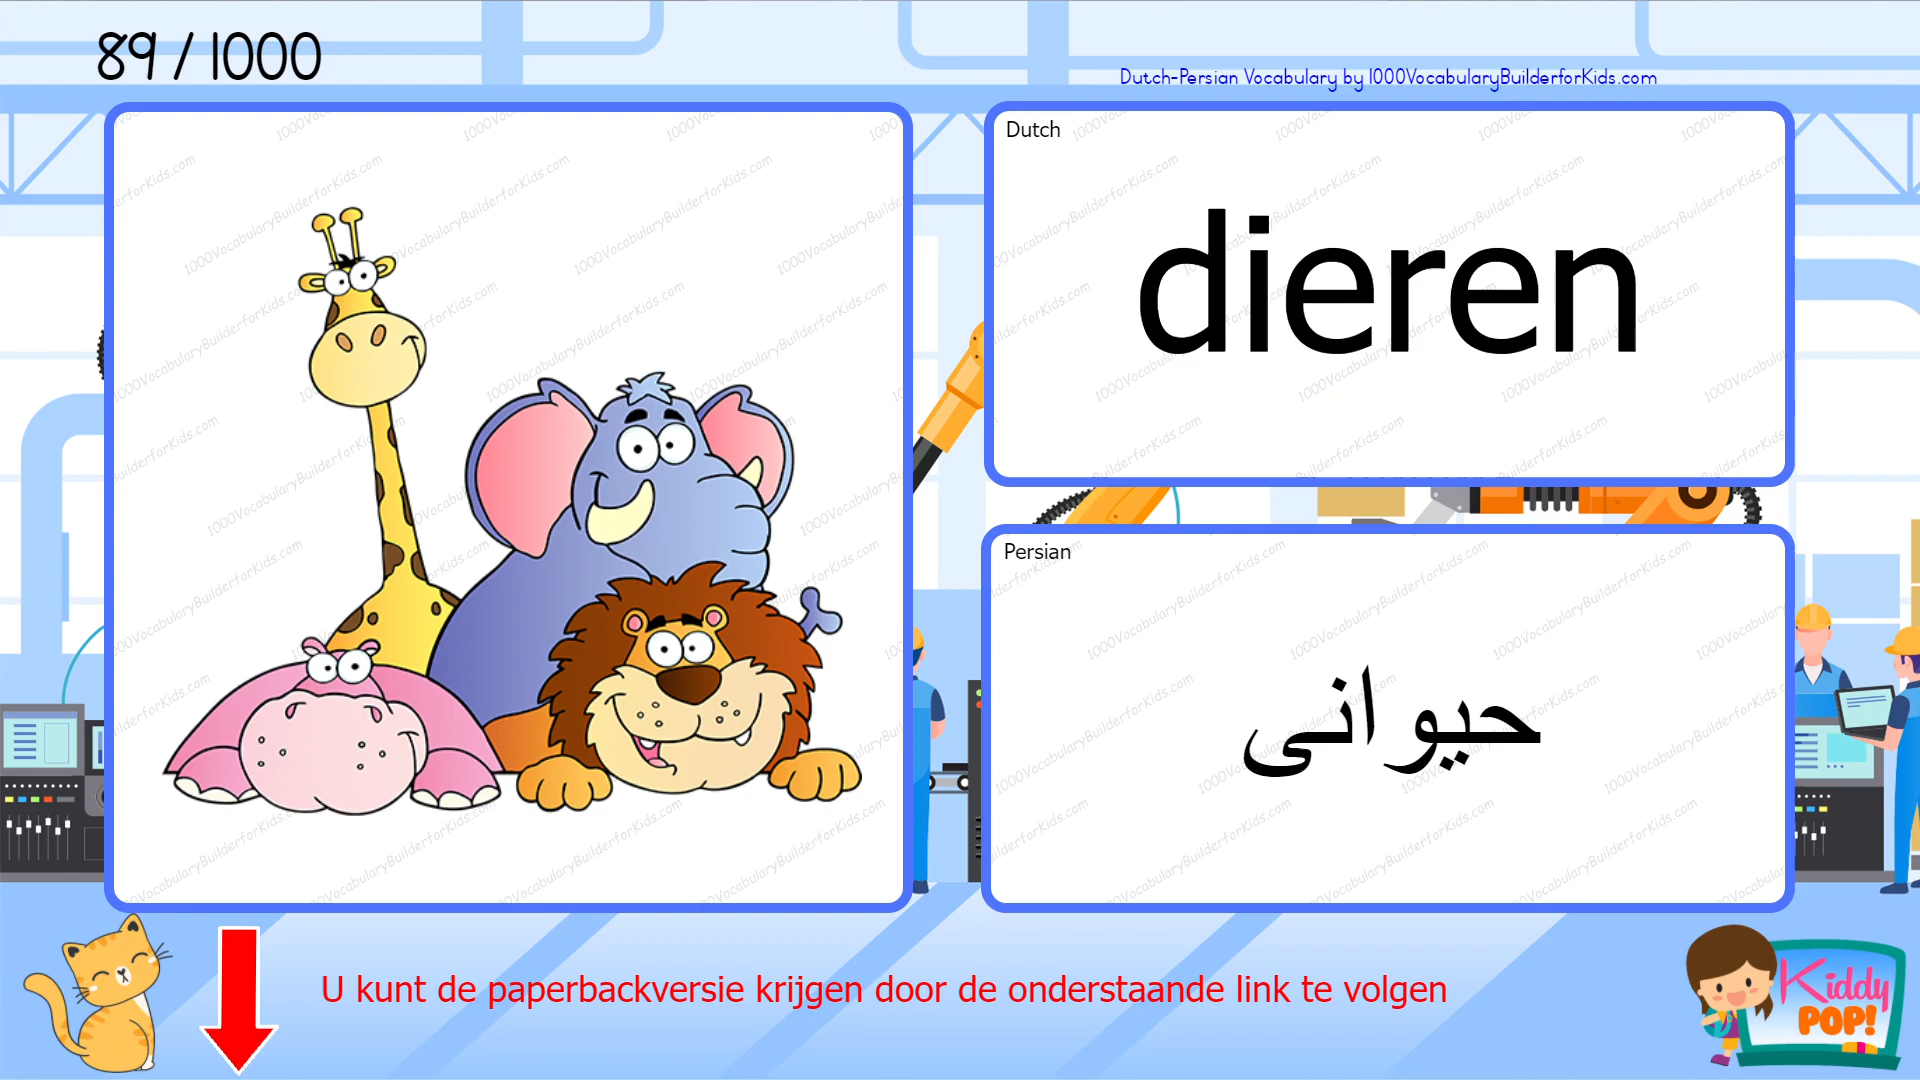 89 / 1000
Dutch-Persian Vocabulary by 1000VocabularyBuilderforKids.com
Dutch
dieren
Persian
حیوانی
U kunt de paperbackversie krijgen door de onderstaande link te volgen
Kiddy
POP!